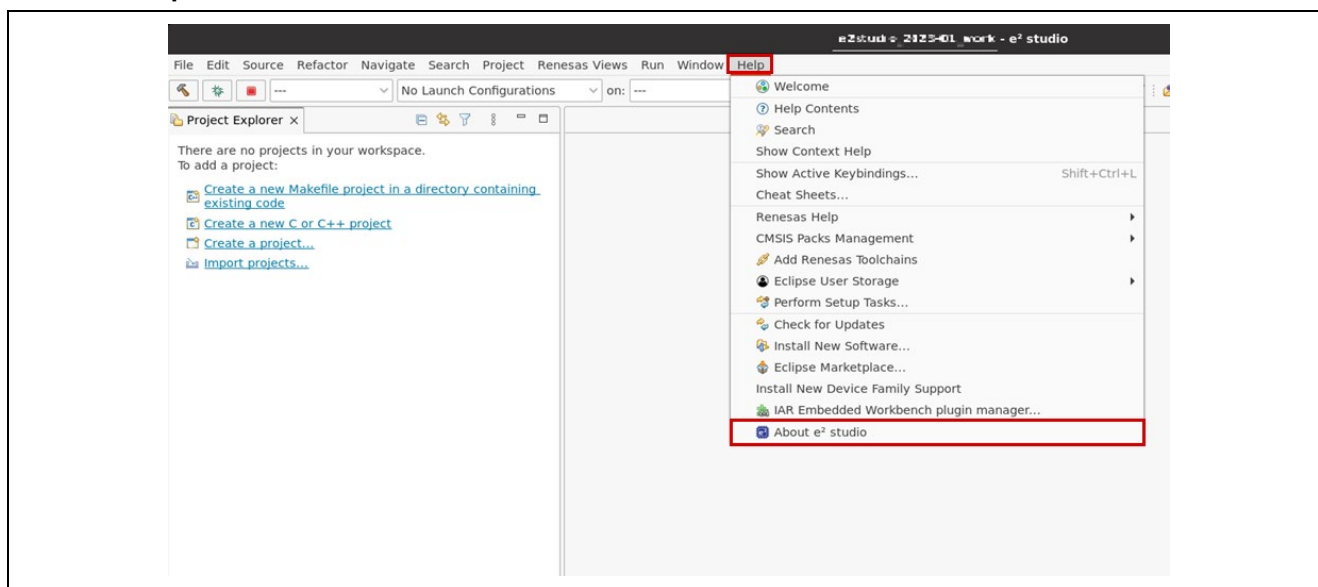 - e² studio
File Edit Source Refactor Navigate Search Project Renesas Views Run Window Help
--- No Launch Configurations on: ---
Project Explorer
There are no projects in your workspace.
To add a project:
Create a new Makefile project in a directory containing
existing code
Create a new C or C++ project
Create a project...
Import projects...
Welcome
Help Contents
Search
Show Context Help
Show Active Keybindings... Shift+Ctrl+L
Cheat Sheets...
Renesas Help
CMSIS Packs Management
Add Renesas Toolchains
Eclipse User Storage
Perform Setup Tasks...
Check for Updates
Install New Software...
Eclipse Marketplace...
Install New Device Family Support
IAR Embedded Workbench plugin manager...
About e² studio